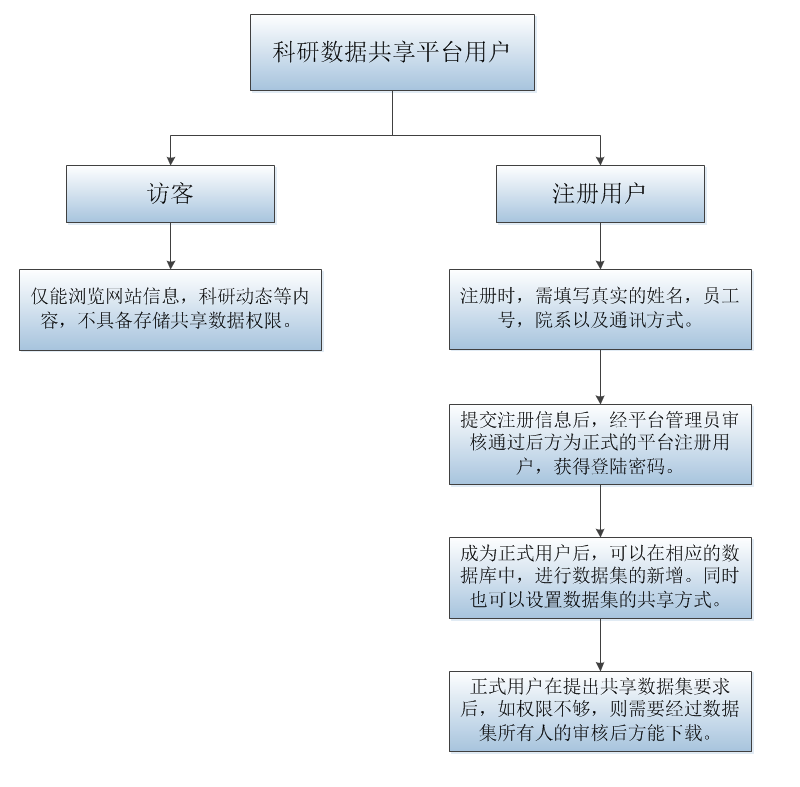 科研数据共享平台用户
访客
注册用户
仅能浏览网站信息，科研动态等内
容，不具备存储共享数据权限。
注册时，需填写真实的姓名，员工
号，院系以及通讯方式。
提交注册信息后，经平台管理员审
核通过后方为正式的平台注册用
户，获得登陆密码。
成为正式用户后，可以在相应的数
据库中，进行数据集的新增。同时
也可以设置数据集的共享方式。
正式用户在提出共享数据集要求
后，如权限不够，则需要经过数据
集所有人的审核后方能下载。